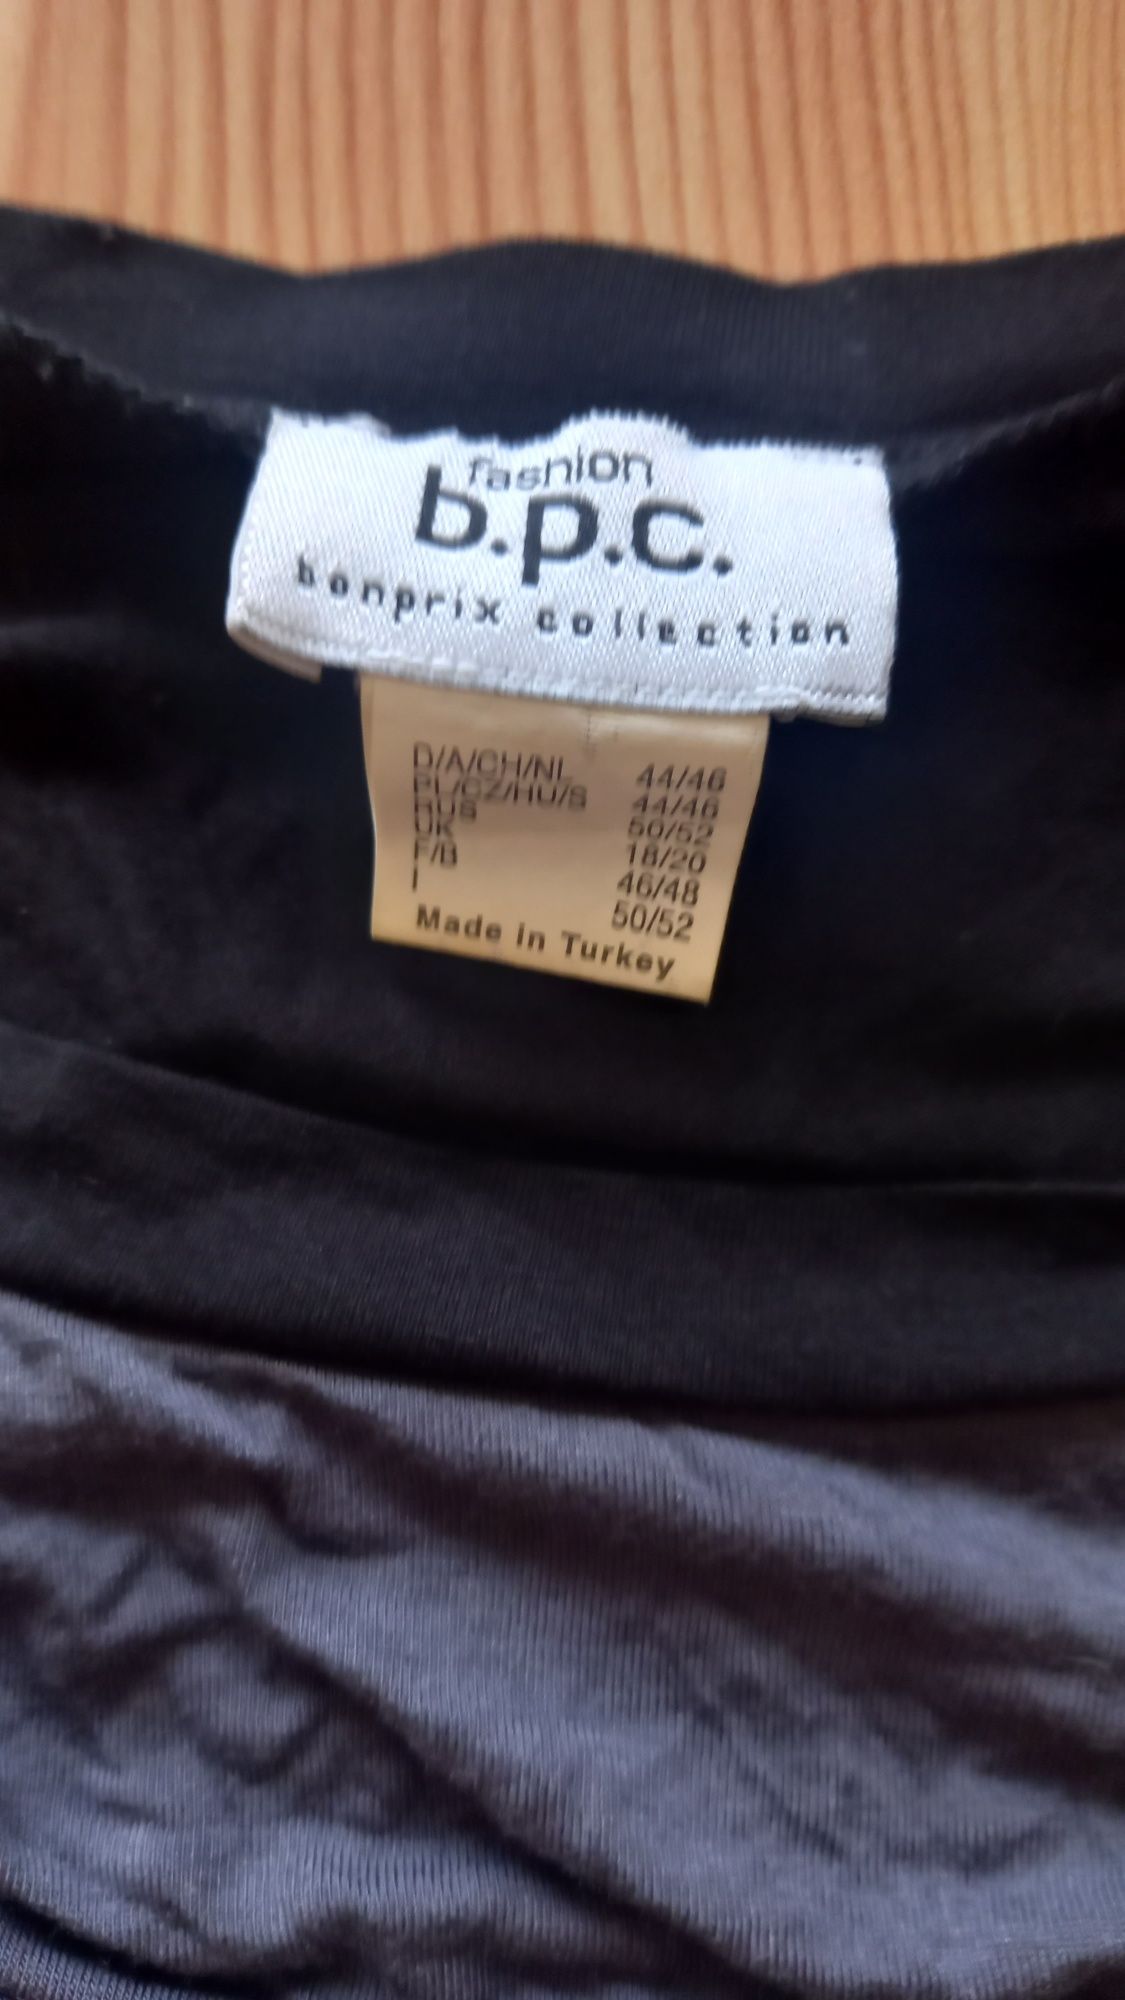 fashion
b.p.c.
bonprix collection
D/A/CH/NL 44/46
PL/CZ/HU/S 44/46
RUS 50/52
UK 18/20
F/B 46/48
I 50/52
Made in Turkey